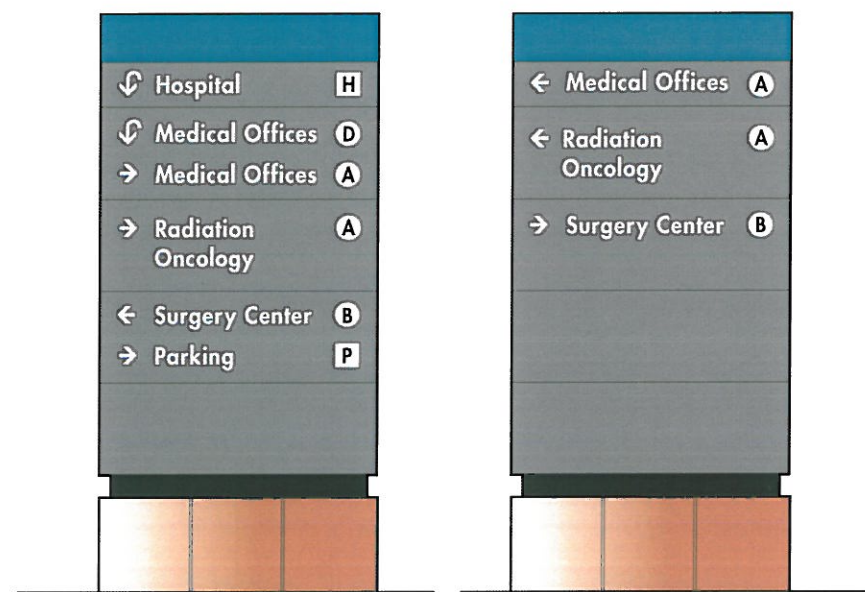 Hospital H
Medical Offices D
Medical Offices A
Radiation A
Oncology
Surgery Center B
Parking P
Medical Offices A
Radiation A
Oncology
Surgery Center B